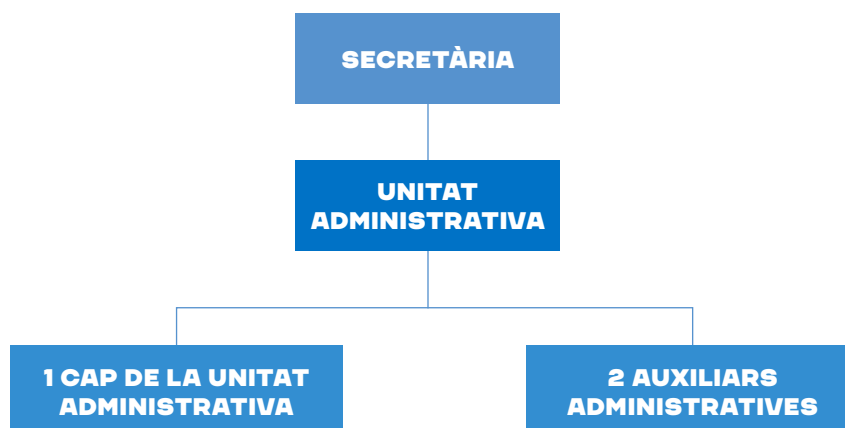 SECRETÀRIA
UNITAT
ADMINISTRATIVA
1 CAP DE LA UNITAT
ADMINISTRATIVA
2 AUXILIARS
ADMINISTRATIVES